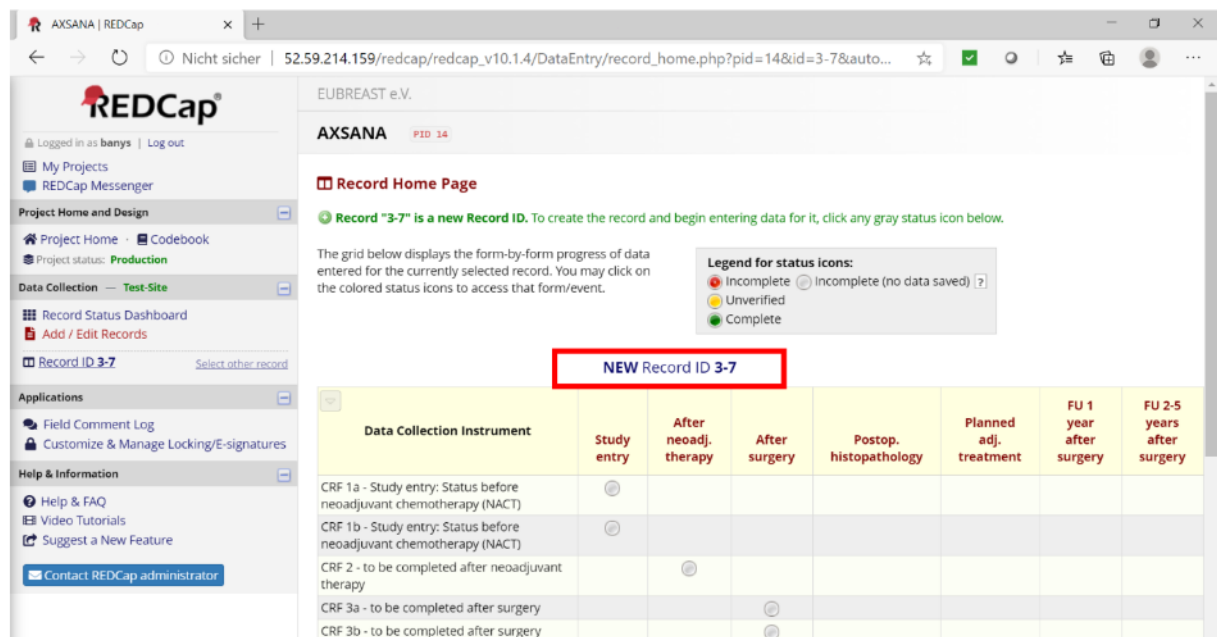 AXSANA | REDCap
Nicht sicher | 52.59.214.159/redcap/redcap_v10.1.4/DataEntry/record_home.php?pid=14&id=3-7&auto...
REDCap®
Logged in as banys | Log out
My Projects
REDCap Messenger
Project Home and Design
Project Home · Codebook
Project status: Production
Data Collection — Test-Site
Record Status Dashboard
Add / Edit Records
Record ID 3-7 Select other record
Applications
Field Comment Log
Customize & Manage Locking/E-signatures
Help & Information
Help & FAQ
Video Tutorials
Suggest a New Feature
Contact REDCap administrator
EUBREAST e.V.
AXSANA PID 14
Record Home Page
Record "3-7" is a new Record ID. To create the record and begin entering data for it, click any gray status icon below.
The grid below displays the form-by-form progress of data
entered for the currently selected record. You may click on
the colored status icons to access that form/event.
Legend for status icons:
Incomplete Incomplete (no data saved) ?
Unverified
Complete
NEW Record ID 3-7
Data Collection Instrument
Study
entry
After
neoadj.
therapy
After
surgery
Postop.
histopathology
Planned
adj.
treatment
FU 1
year
after
surgery
FU 2-5
years
after
surgery
CRF 1a - Study entry: Status before
neoadjuvant chemotherapy (NACT)
CRF 1b - Study entry: Status before
neoadjuvant chemotherapy (NACT)
CRF 2 - to be completed after neoadjuvant
therapy
CRF 3a - to be completed after surgery
CRF 3b - to be completed after surgery